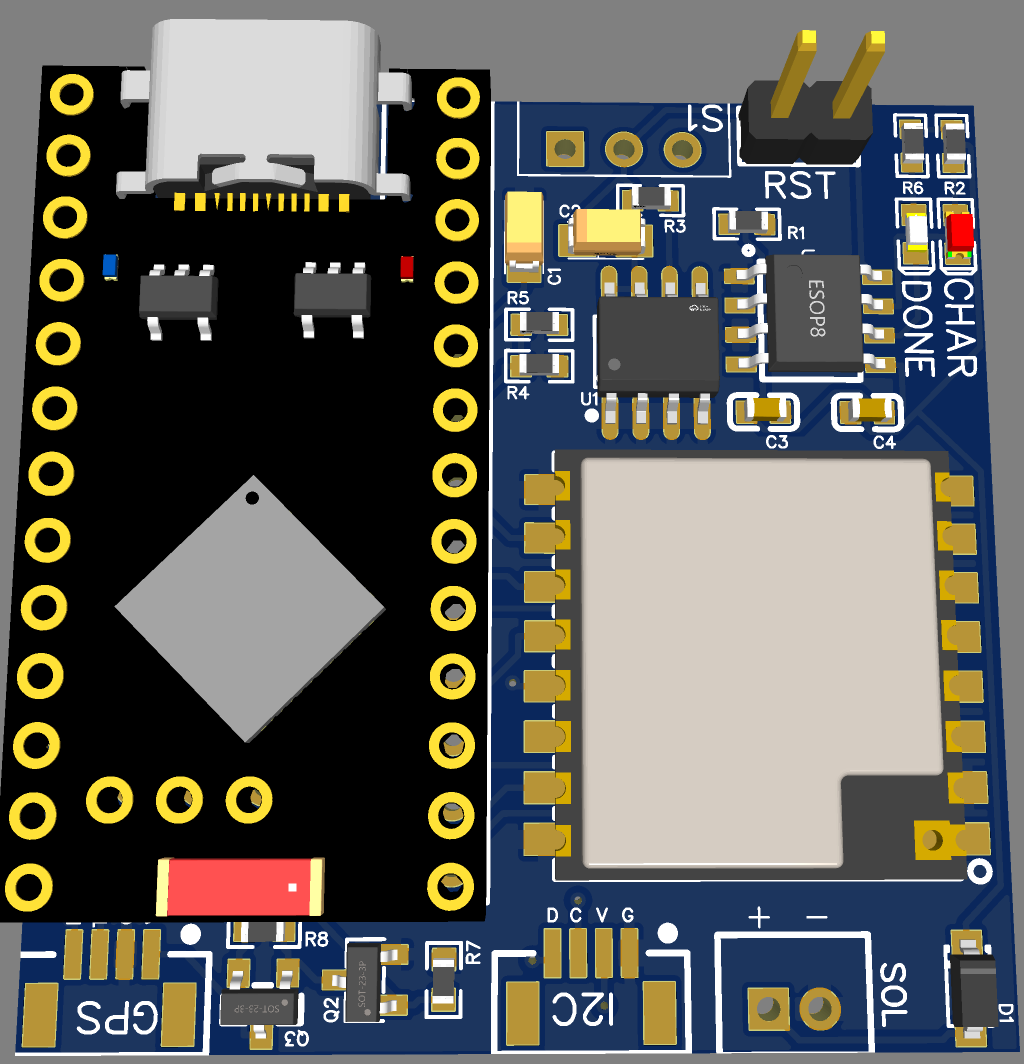 S1
RST
R6
R2
C2
R3
R1
C1
R5
ESOP8
DONE
CHAR
R4
U1
C3
C4
D C V G
+ −
R8
R7
GPS
SOT-23-3P
Q3
Q2
SOT-23-3P
I2C
SOL
D1